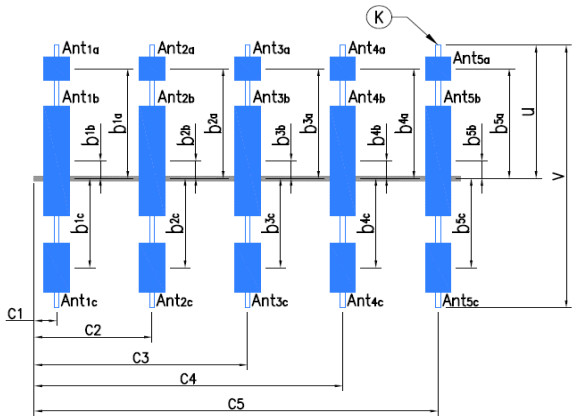 K
Ant1a Ant2a Ant3a Ant4a Ant5a
Ant1b Ant2b Ant3b Ant4b Ant5b
b1b b1a b2b b2a b3b b3a b4b b4a b5b b5a u v
b1c b2c b3c b4c b5c
Ant1c Ant2c Ant3c Ant4c Ant5c
C1
C2
C3
C4
C5